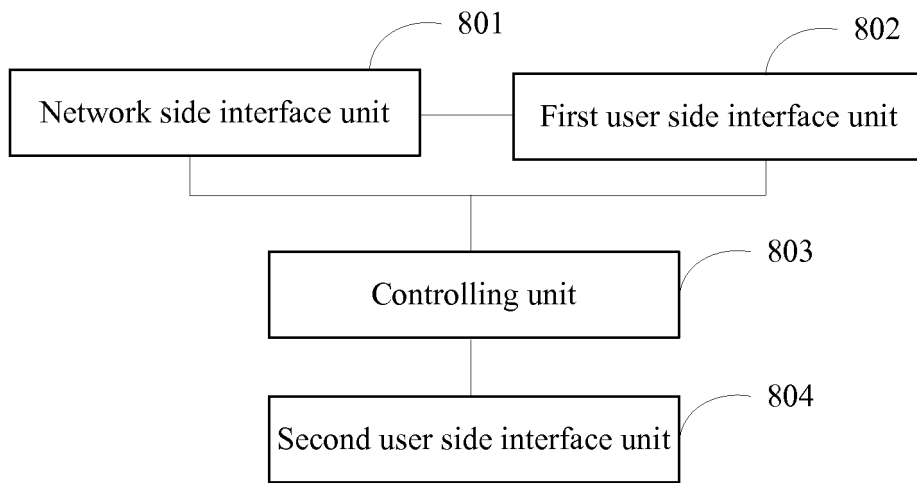 801
802
Network side interface unit
First user side interface unit
803
Controlling unit
804
Second user side interface unit